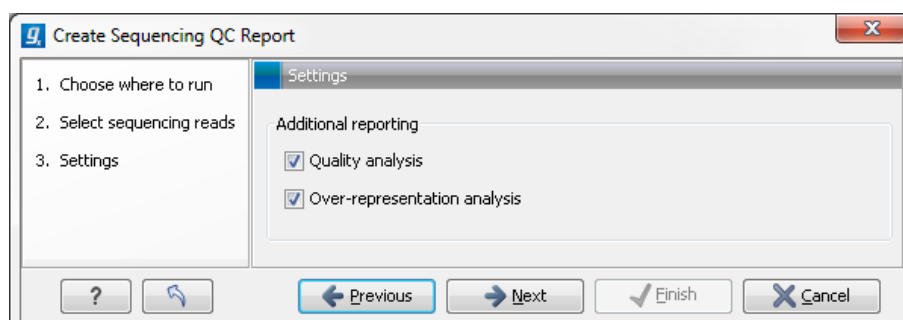 Create Sequencing QC Report
1. Choose where to run
2. Select sequencing reads
3. Settings
Settings
Additional reporting
Quality analysis
Over-representation analysis
?
Previous
Next
Finish
Cancel